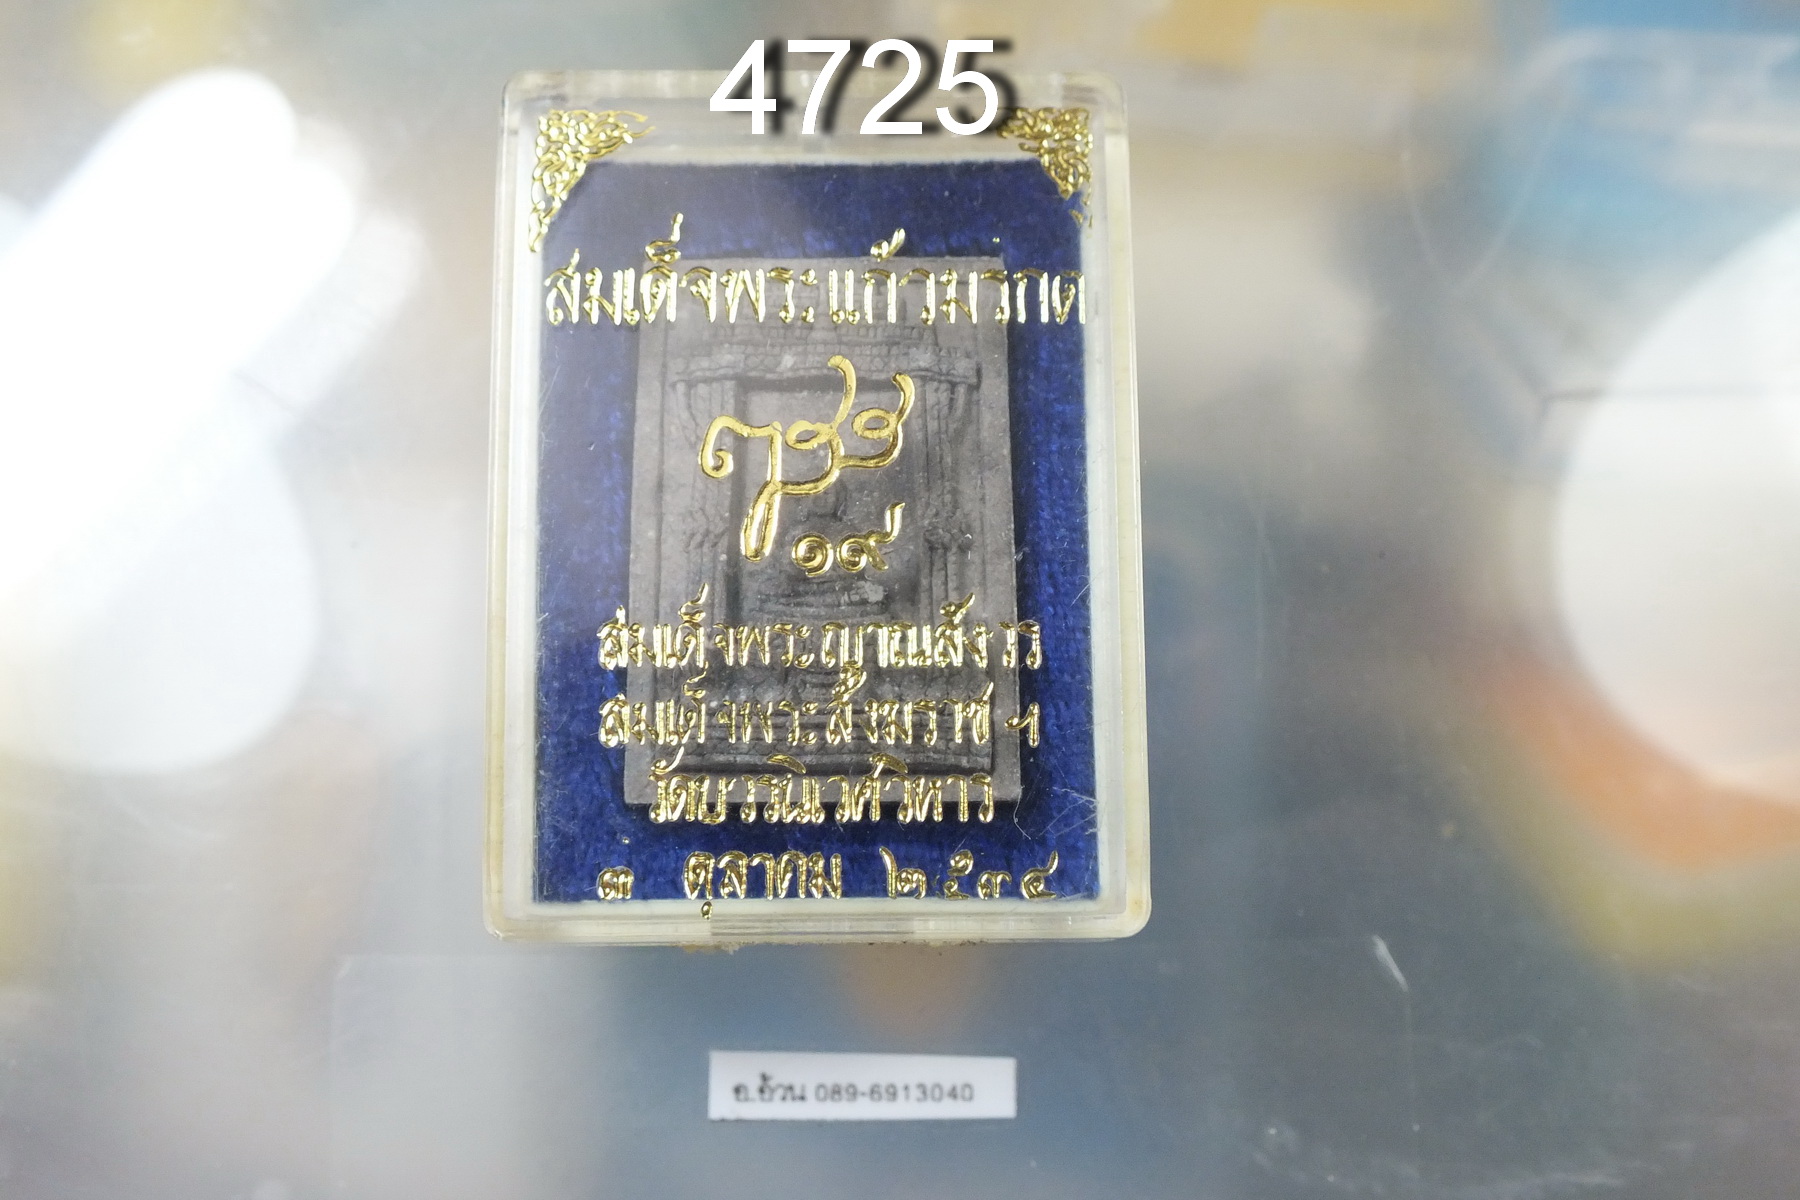 4725
สมเด็จพระแก้วมรกต
ญสส
๑๙
สมเด็จพระญาณสังวร
สมเด็จพระสังฆราช ฯ
วัดบวรนิเวศวิหาร
๓ ตุลาคม ๒๕๓๔
อ.อ้วน 089-6913040